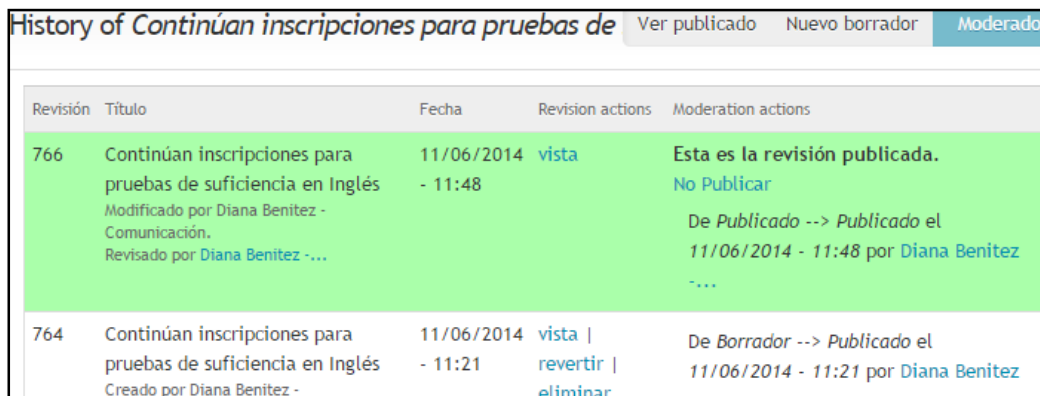 History of Continúan inscripciones para pruebas de
Ver publicado Nuevo borrador Moderado
Revisión Título Fecha Revision actions Moderation actions
766 Continúan inscripciones para 11/06/2014 vista Esta es la revisión publicada.
pruebas de suficiencia en Inglés - 11:48 No Publicar
Modificado por Diana Benitez -
Comunicación.
Revisado por Diana Benitez -...
De Publicado --> Publicado el
11/06/2014 - 11:48 por Diana Benitez
-...
764 Continúan inscripciones para 11/06/2014 vista | De Borrador --> Publicado el
pruebas de suficiencia en Inglés - 11:21 revertir | 11/06/2014 - 11:21 por Diana Benitez
Creado por Diana Benitez - eliminar